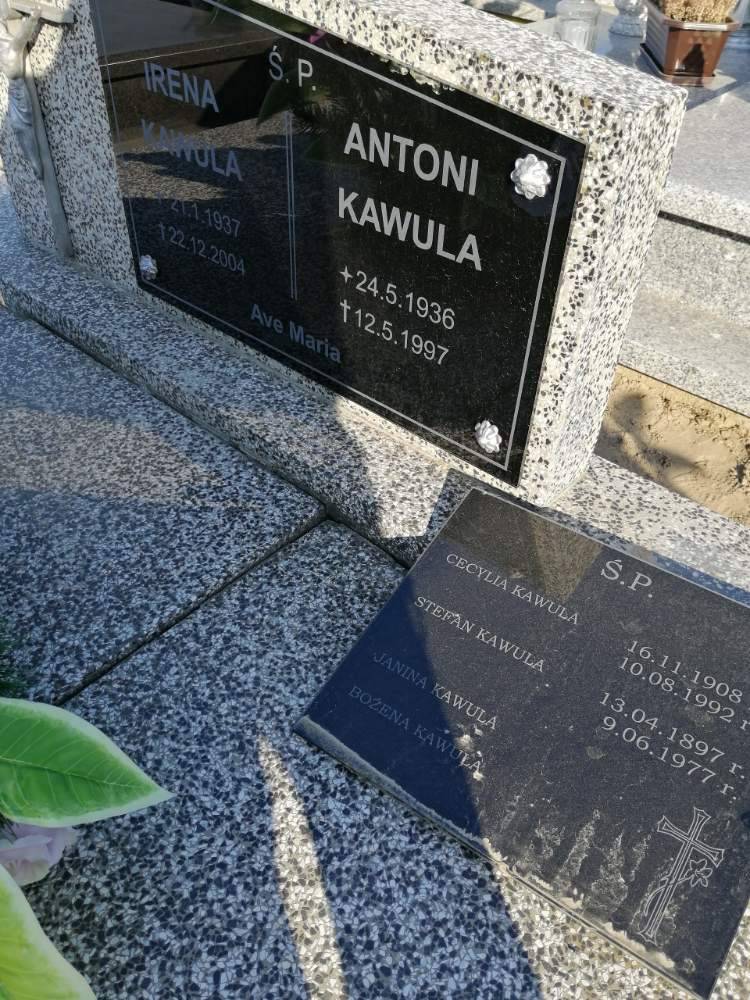 Ś. P.
IRENA
KAWULA
21.1.1937
†22.12.2004
ANTONI
KAWULA
+24.5.1936
†12.5.1997
Ave Maria
Ś.P.
CECYLIA KAWULA
16.11.1908
10.08.1992 r
STEFAN KAWULA
13.04.1897 r.
9.06.1977 r.
JANINA KAWULA
BOŻENA KAWULA